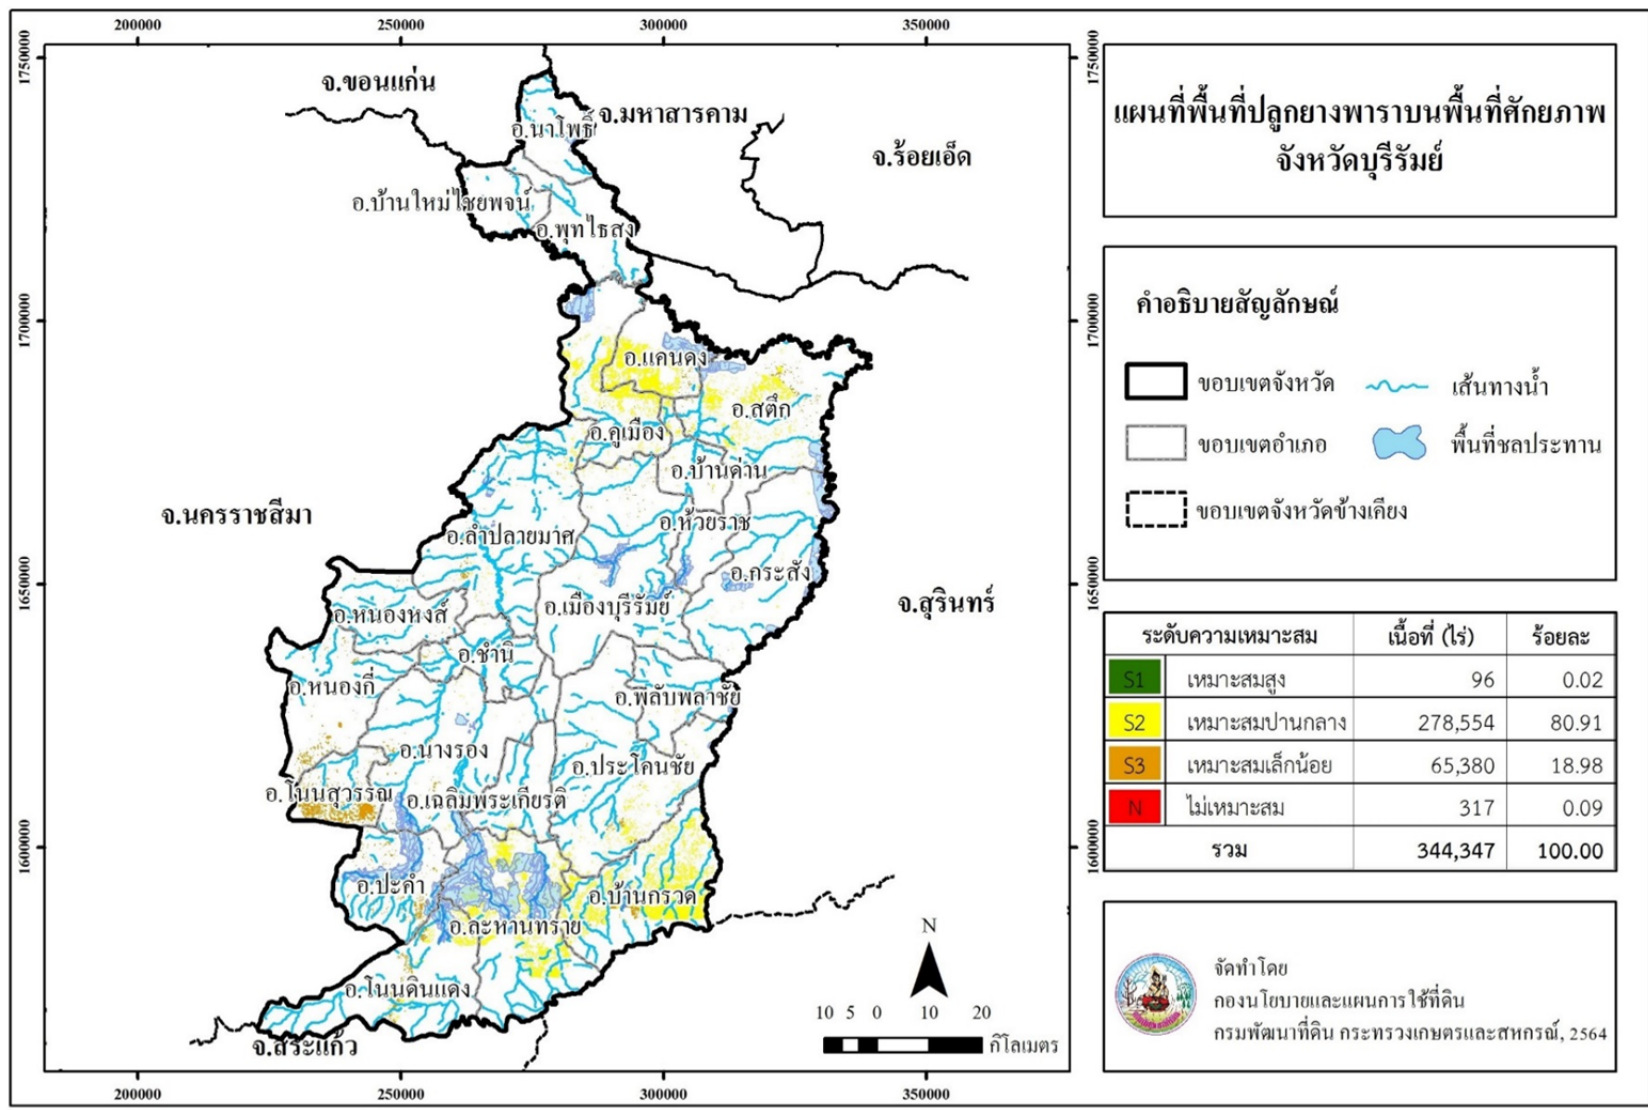 200000 250000 300000 350000
1750000
1700000
1650000
1600000
จ.ขอนแก่น
จ.มหาสารคาม
จ.ร้อยเอ็ด
อ.นาโพธิ์
อ.บ้านใหม่ไชยพจน์
อ.พุทไธสง
อ.แคนดง
อ.สตึก
อ.คูเมือง
อ.บ้านด่าน
จ.นครราชสีมา
อ.ห้วยราช
อ.ลำปลายมาศ
อ.กระสัง
จ.สุรินทร์
อ.เมืองบุรีรัมย์
อ.หนองหงส์
อ.ชำนิ
อ.หนองกี่
อ.พลับพลาชัย
อ.นางรอง
อ.ประโคนชัย
อ.โนนสุวรรณ
อ.เฉลิมพระเกียรติ
อ.ปะคำ
อ.บ้านกรวด
อ.ละหานทราย
อ.โนนดินแดง
จ.สระแก้ว
N
10 5 0 10 20
กิโลเมตร
1750000
1700000
1650000
1600000
200000 250000 300000 350000
แผนที่พื้นที่ปลูกยางพาราบนพื้นที่ศักยภาพ
จังหวัดบุรีรัมย์
คำอธิบายสัญลักษณ์
ขอบเขตจังหวัด เส้นทางน้ำ
ขอบเขตอำเภอ พื้นที่ชลประทาน
ขอบเขตจังหวัดข้างเคียง
ระดับความเหมาะสม เนื้อที่ (ไร่) ร้อยละ
S1 เหมาะสมสูง 96 0.02
S2 เหมาะสมปานกลาง 278,554 80.91
S3 เหมาะสมเล็กน้อย 65,380 18.98
N ไม่เหมาะสม 317 0.09
รวม 344,347 100.00
จัดทำโดย
กองนโยบายและแผนการใช้ที่ดิน
กรมพัฒนาที่ดิน กระทรวงเกษตรและสหกรณ์, 2564